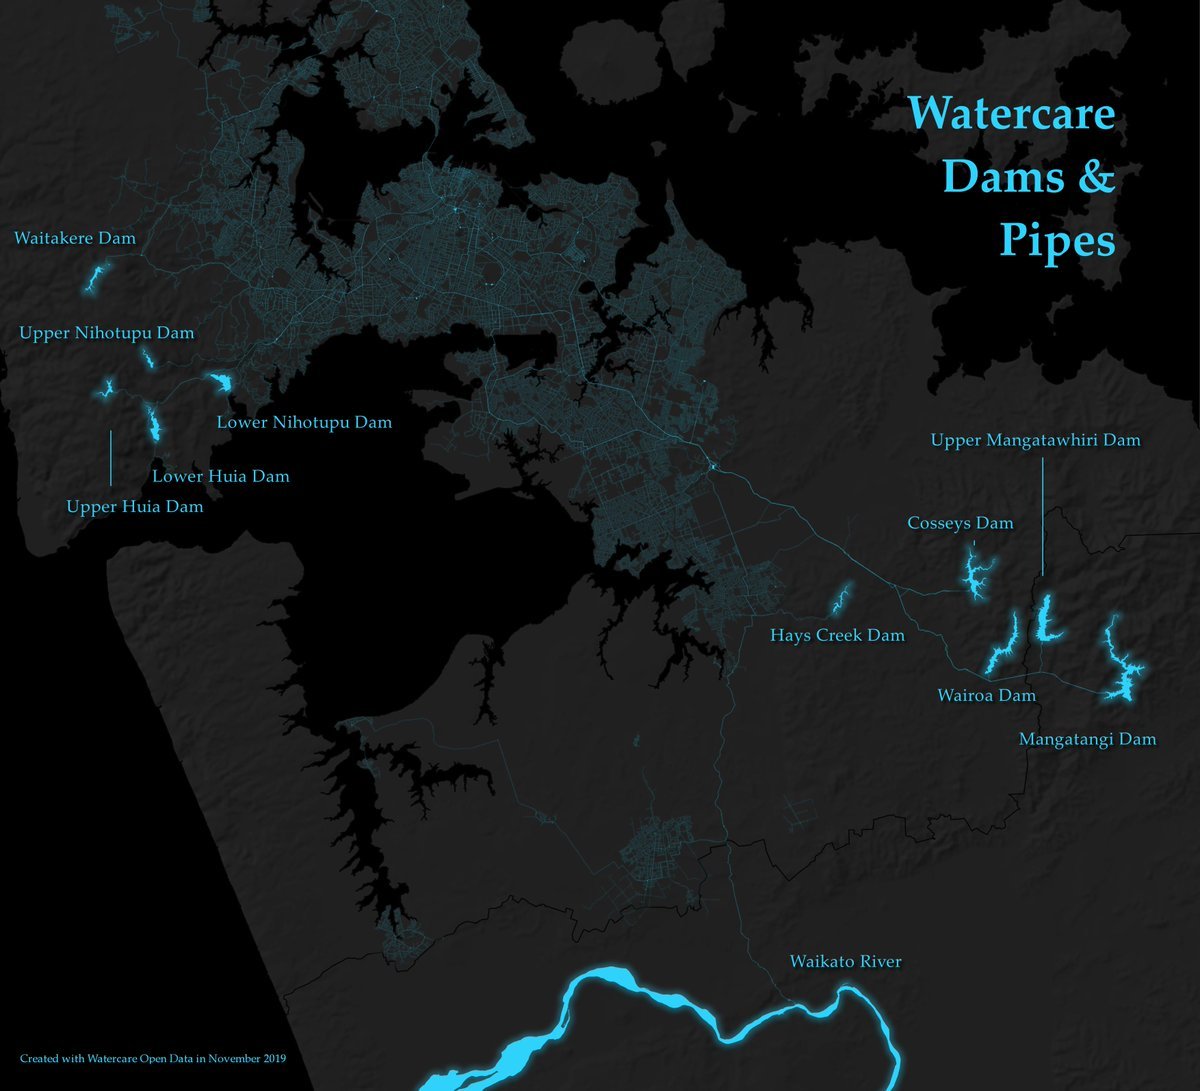 Watercare
Dams &
Pipes
Waitakere Dam
Upper Nihotupu Dam
Lower Nihotupu Dam
Lower Huia Dam
Upper Huia Dam
Upper Mangatawhiri Dam
Cosseys Dam
Hays Creek Dam
Wairoa Dam
Mangatangi Dam
Waikato River
Created with Watercare Open Data in November 2019